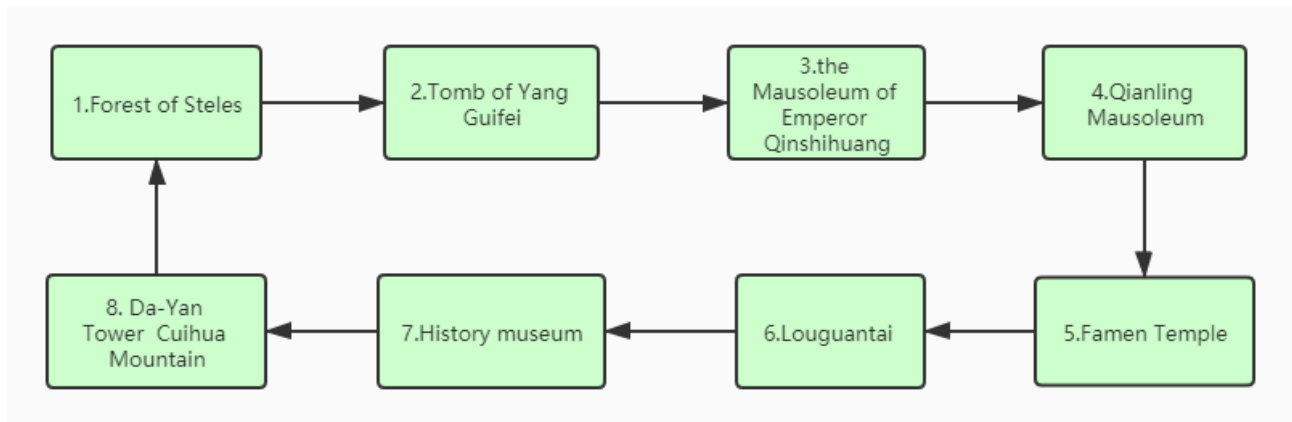 1.Forest of Steles
2.Tomb of Yang
Guifei
3.the
Mausoleum of
Emperor
Qinshihuang
4.Qianling
Mausoleum
5.Famen Temple
6.Louguantai
7.History museum
8. Da-Yan
Tower  Cuihua
Mountain